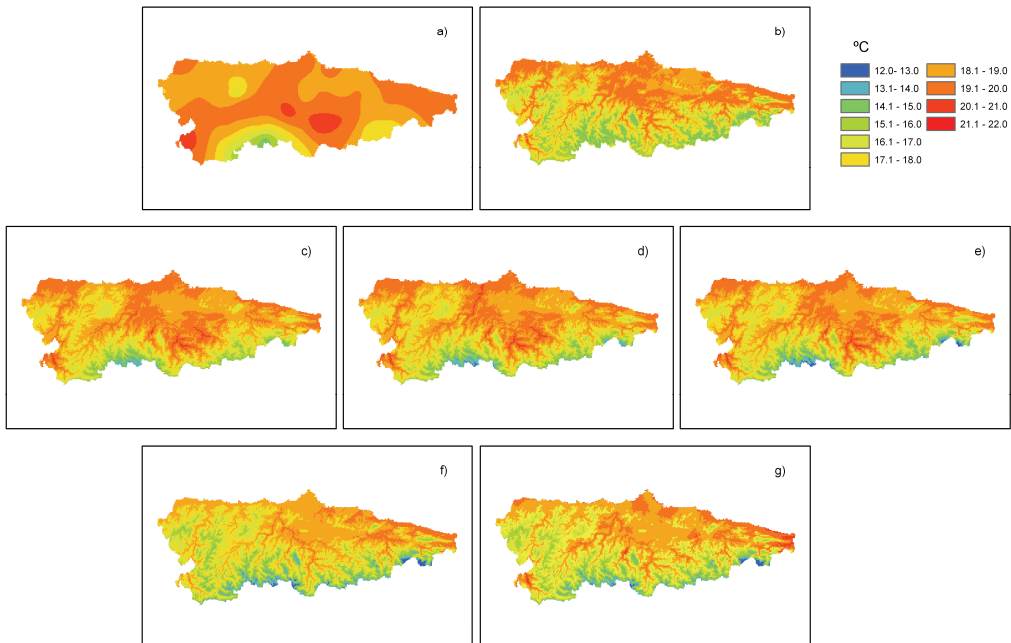 a)
b)
ºC
12.0- 13.0
13.1- 14.0
14.1 - 15.0
15.1 - 16.0
16.1 - 17.0
17.1 - 18.0
18.1 - 19.0
19.1 - 20.0
20.1 - 21.0
21.1 - 22.0
c)
d)
e)
f)
g)